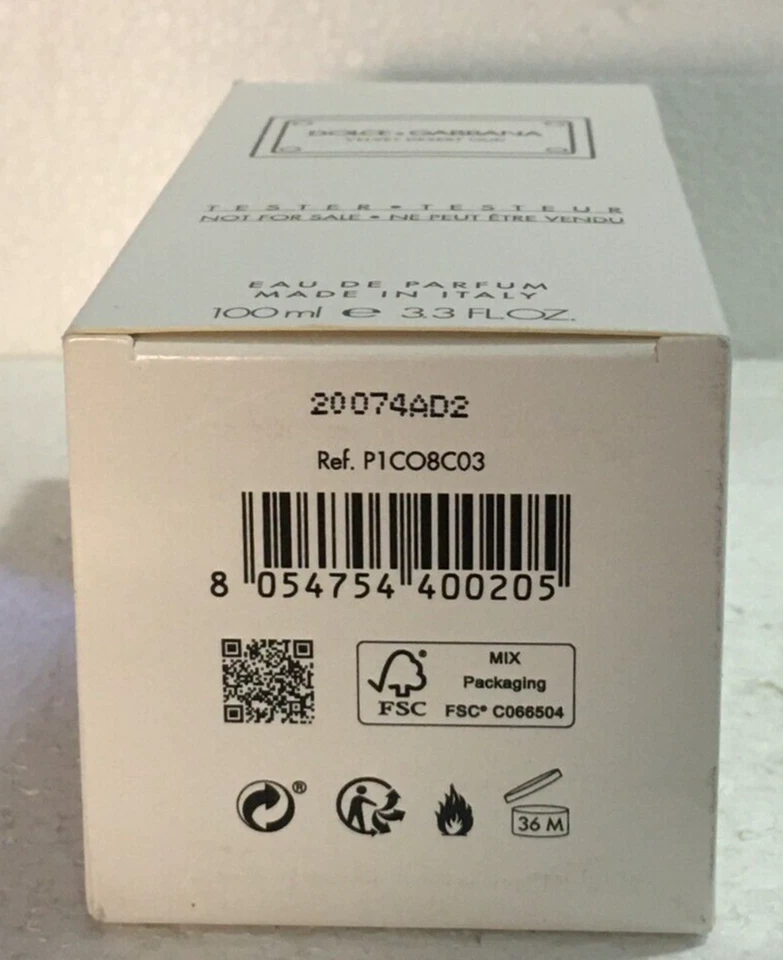 DOLCE & GABBANA
VELVET DESERT OUD
TESTER • TESTEUR
NOT FOR SALE • NE PEUT ÊTRE VENDU
EAU DE PARFUM
MADE IN ITALY
100 ml e 3.3 FL.OZ.
20074AD2
Ref. P1CO8C03
8 054754 400205
FSC
MIX
Packaging
FSC® C066504
®
36 M